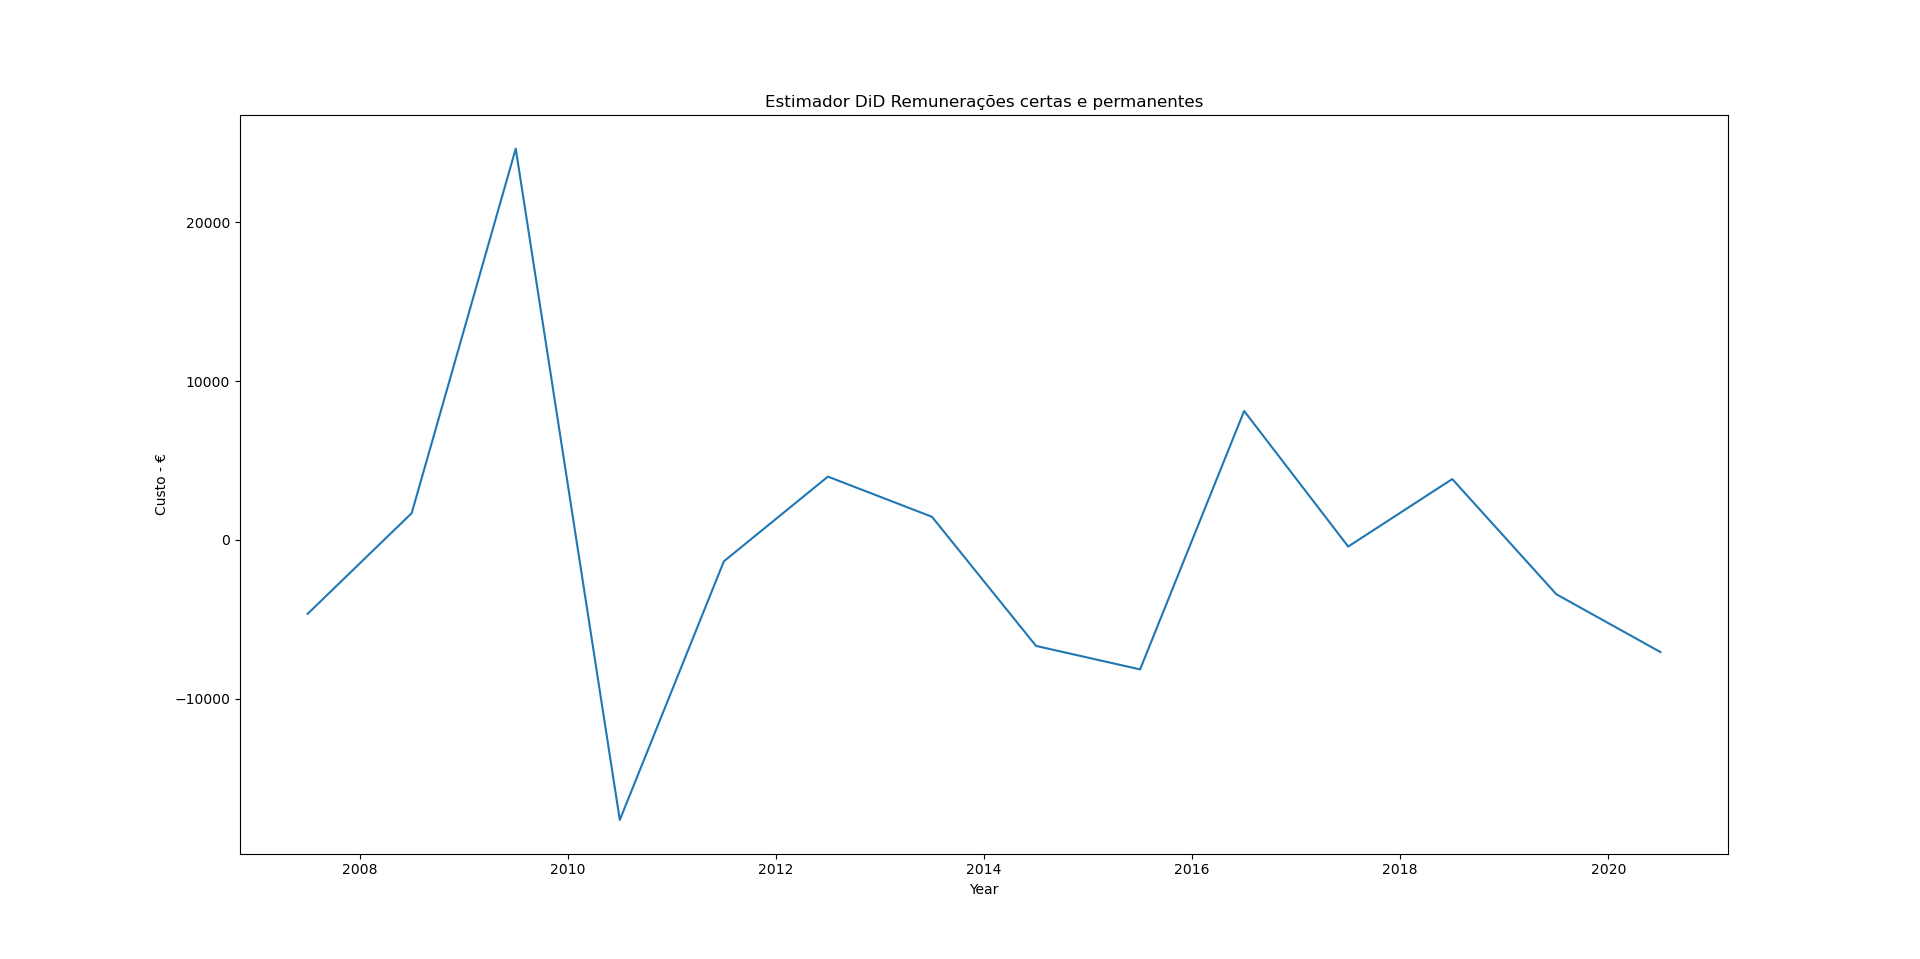 Estimador DiD Remunerações certas e permanentes
20000
10000
0
−10000
Custo - €
2008 2010 2012 2014 2016 2018 2020
Year